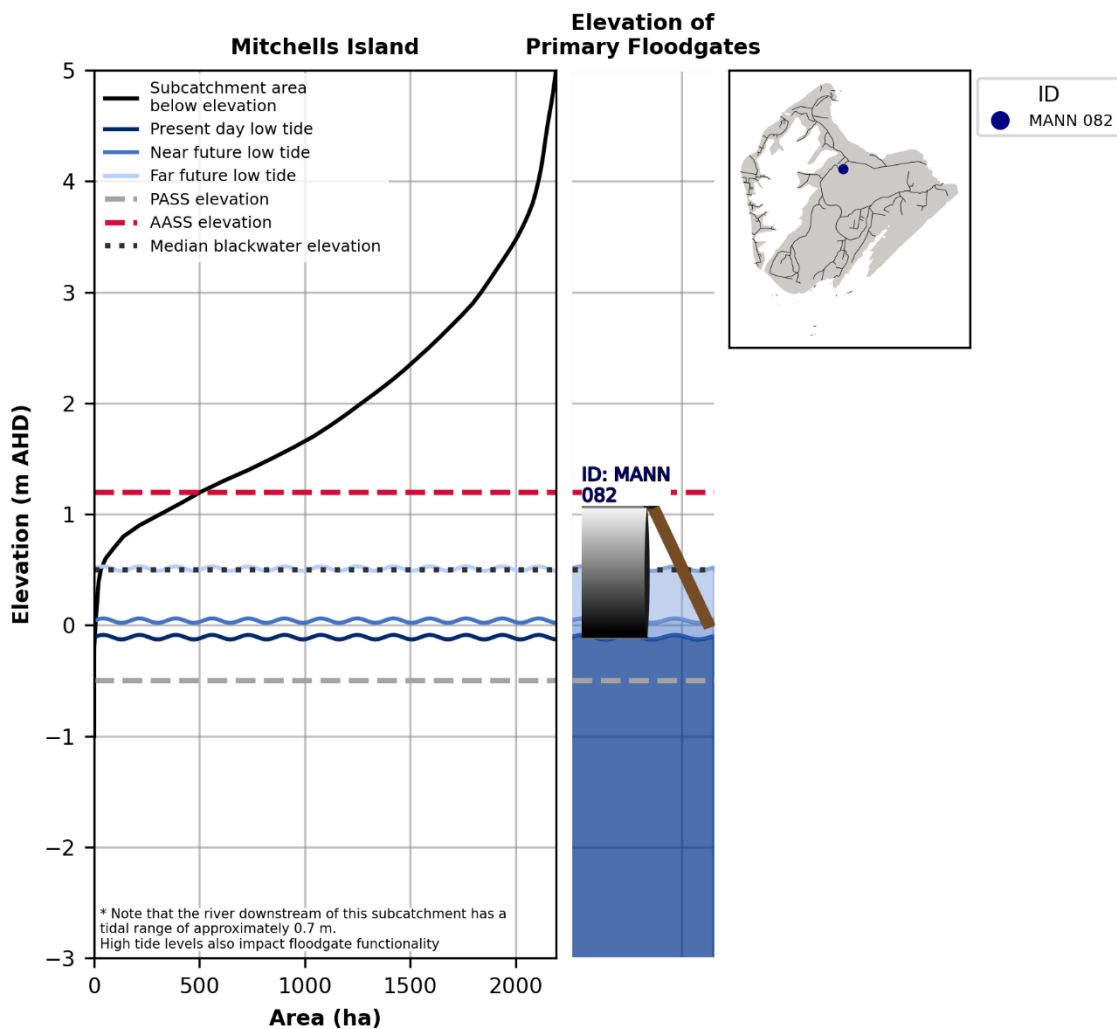 Mitchells Island
Elevation of
Primary Floodgates
5
4
3
2
1
0
−1
−2
−3
Elevation (m AHD)
Subcatchment area
below elevation
Present day low tide
Near future low tide
Far future low tide
PASS elevation
AASS elevation
Median blackwater elevation
* Note that the river downstream of this subcatchment has a
tidal range of approximately 0.7 m.
High tide levels also impact floodgate functionality
0
500
1000
1500
2000
Area (ha)
ID: MANN
082
ID
MANN 082